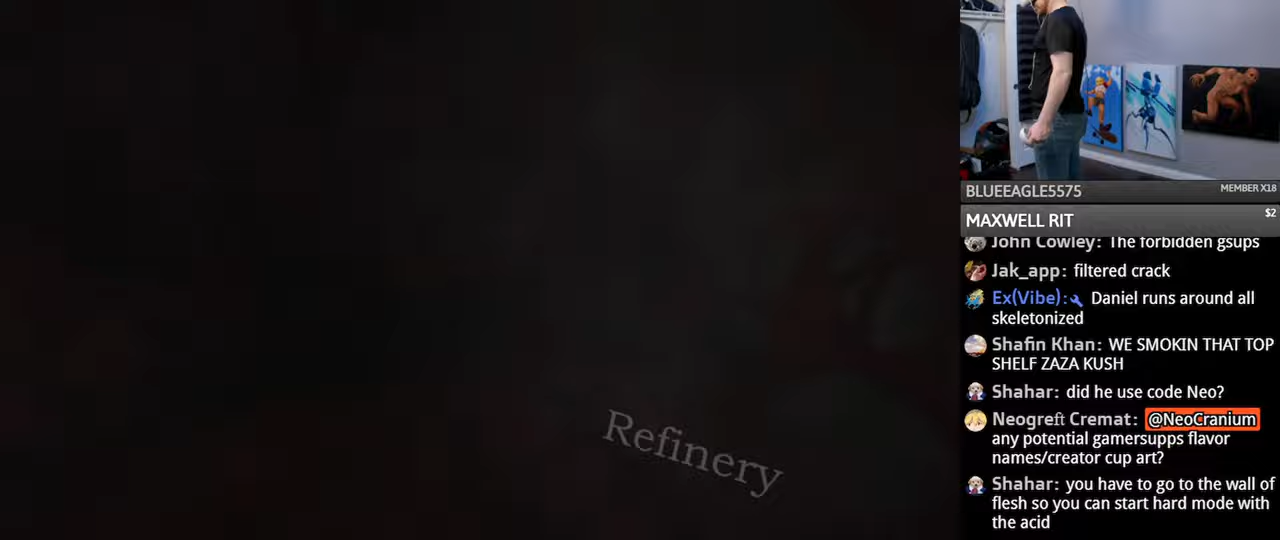 Refinery
BLUEEAGLE5575
MEMBER X18
MAXWELL RIT
$2
John Cowley: The forbidden gsups
Jak_app: filtered crack
Ex(Vibe): Daniel runs around all
skeletonized
Shafin Khan: WE SMOKIN THAT TOP
SHELF ZAZA KUSH
Shahar: did he use code Neo?
Neogreft Cremat: @NeoCranium
any potential gamersupps flavor
names/creator cup art?
Shahar: you have to go to the wall of
flesh so you can start hard mode with
the acid